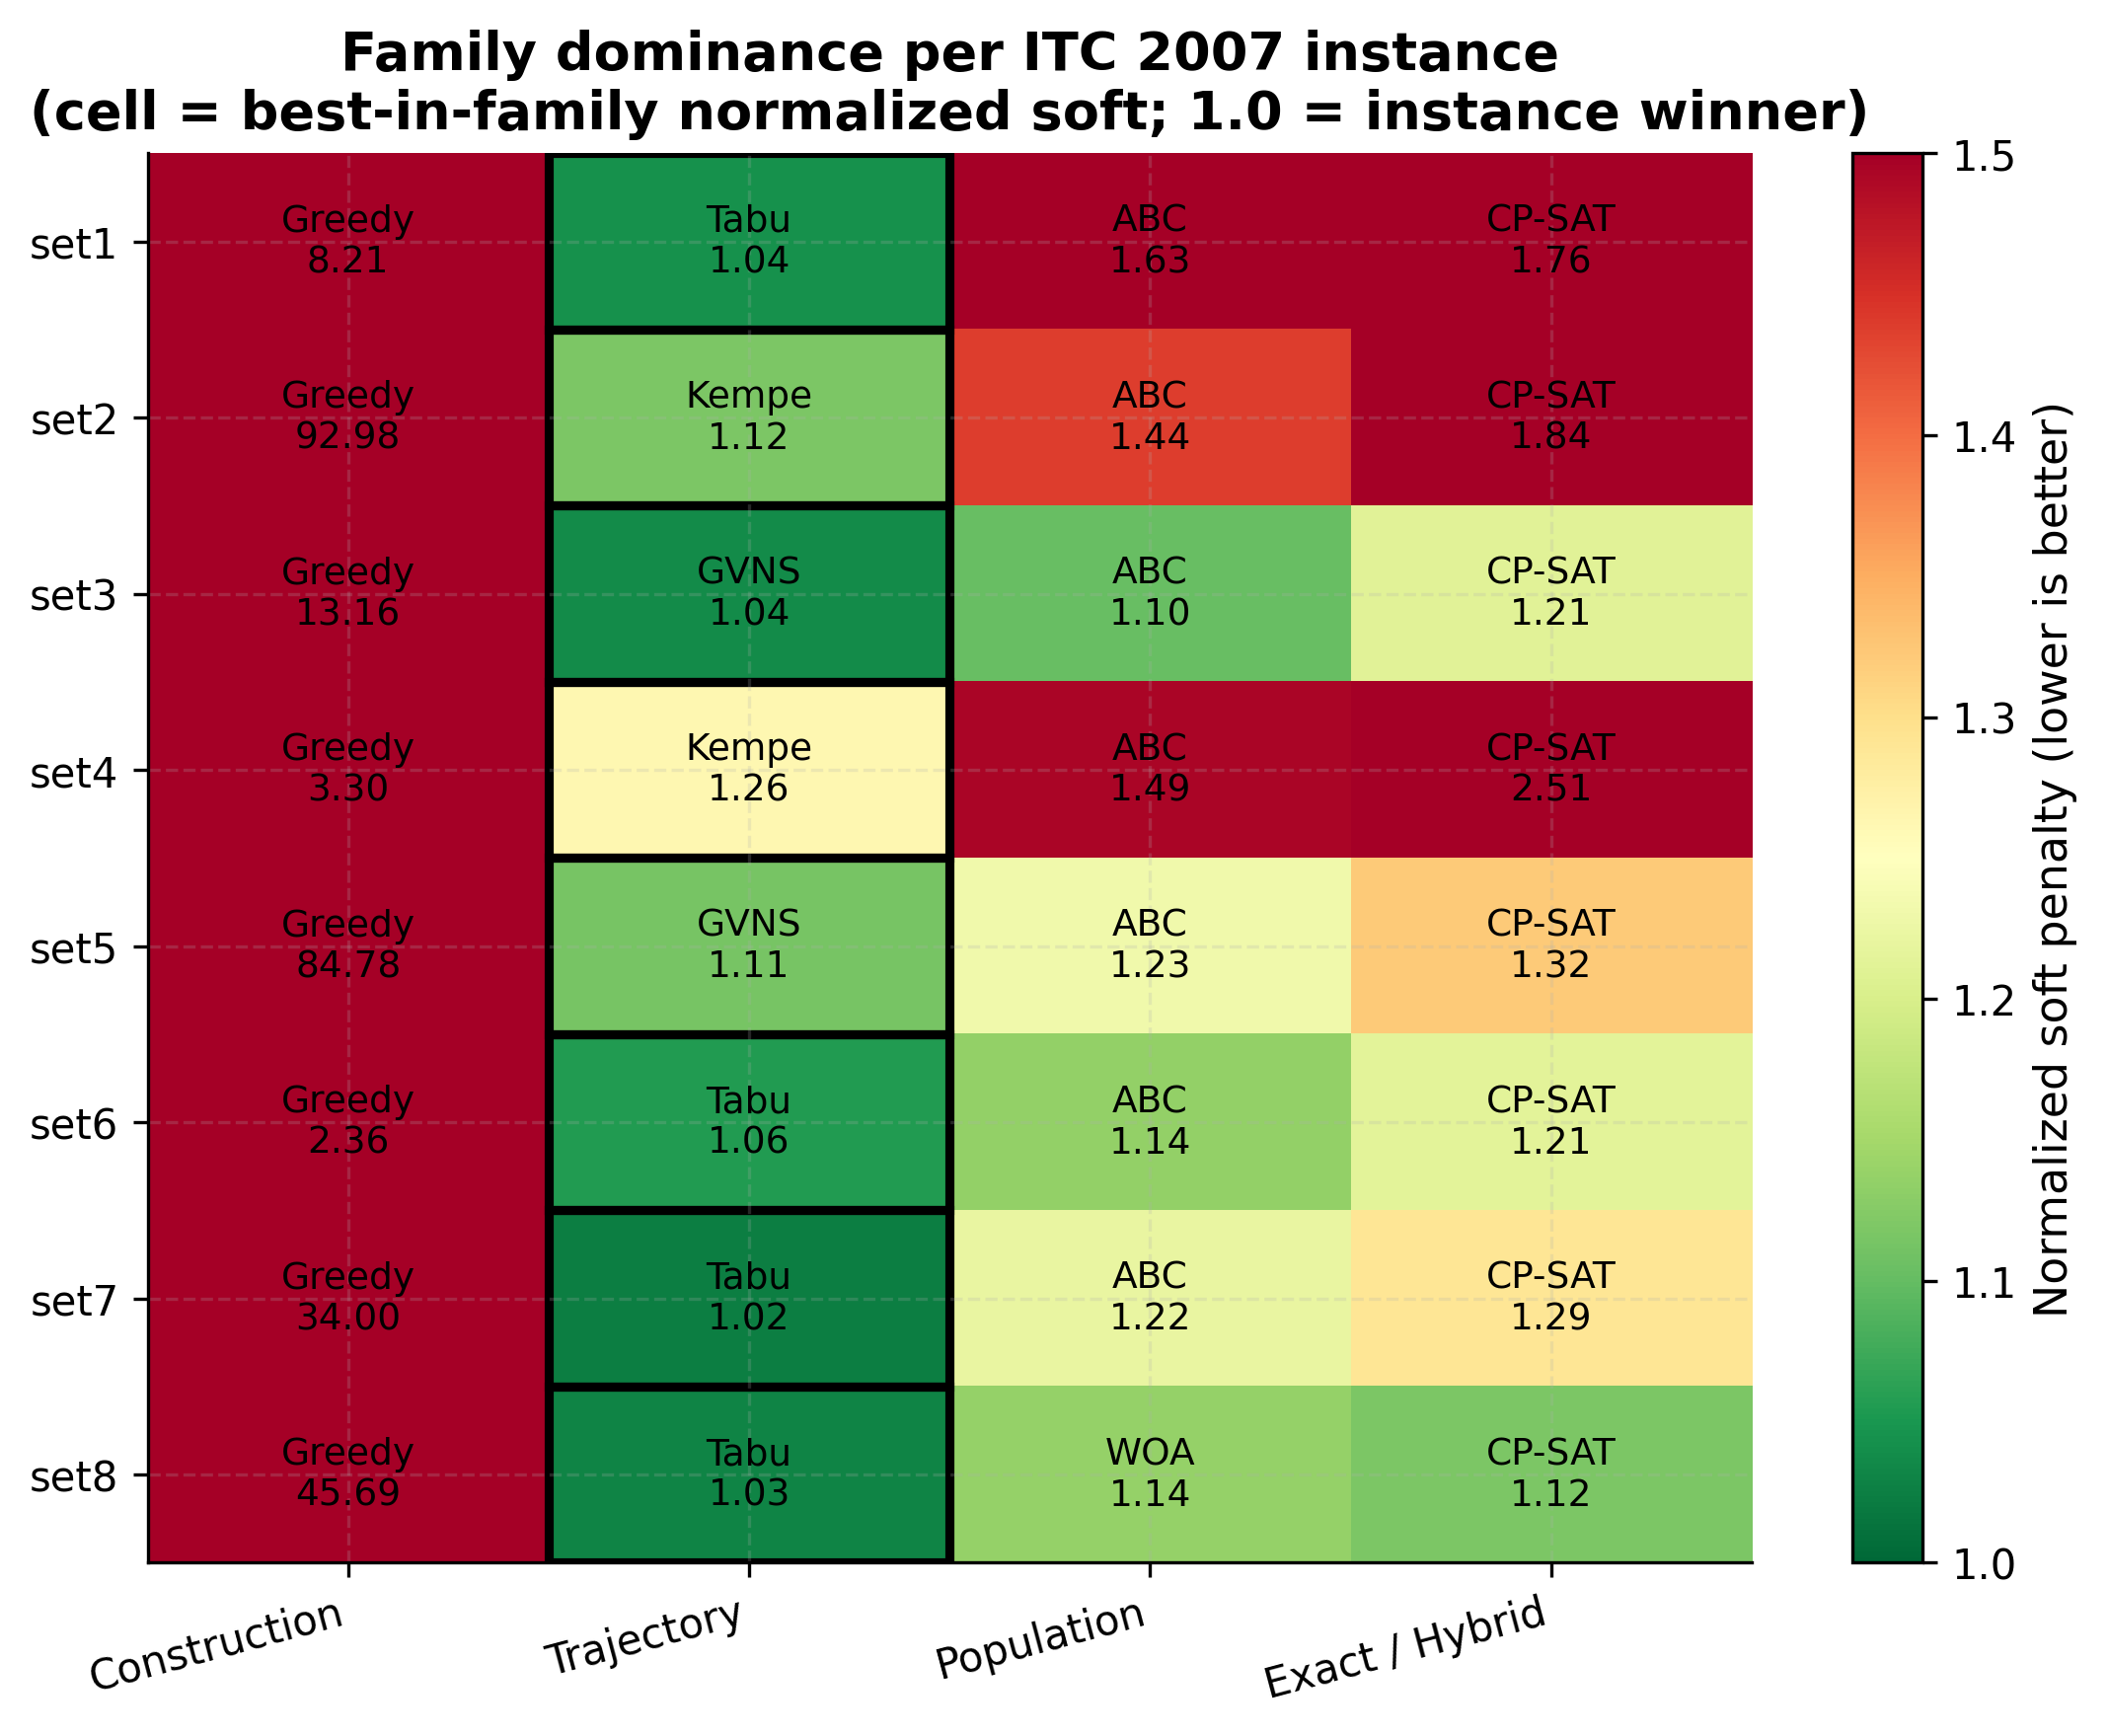 Family dominance per ITC 2007 instance
(cell = best-in-family normalized soft; 1.0 = instance winner)
set1
Greedy
8.21
Tabu
1.04
ABC
1.63
CP-SAT
1.76
set2
Greedy
92.98
Kempe
1.12
ABC
1.44
CP-SAT
1.84
set3
Greedy
13.16
GVNS
1.04
ABC
1.10
CP-SAT
1.21
set4
Greedy
3.30
Kempe
1.26
ABC
1.49
CP-SAT
2.51
set5
Greedy
84.78
GVNS
1.11
ABC
1.23
CP-SAT
1.32
set6
Greedy
2.36
Tabu
1.06
ABC
1.14
CP-SAT
1.21
set7
Greedy
34.00
Tabu
1.02
ABC
1.22
CP-SAT
1.29
set8
Greedy
45.69
Tabu
1.03
WOA
1.14
CP-SAT
1.12
Construction
Trajectory
Population
Exact / Hybrid
1.5
1.4
1.3
1.2
1.1
1.0
Normalized soft penalty (lower is better)